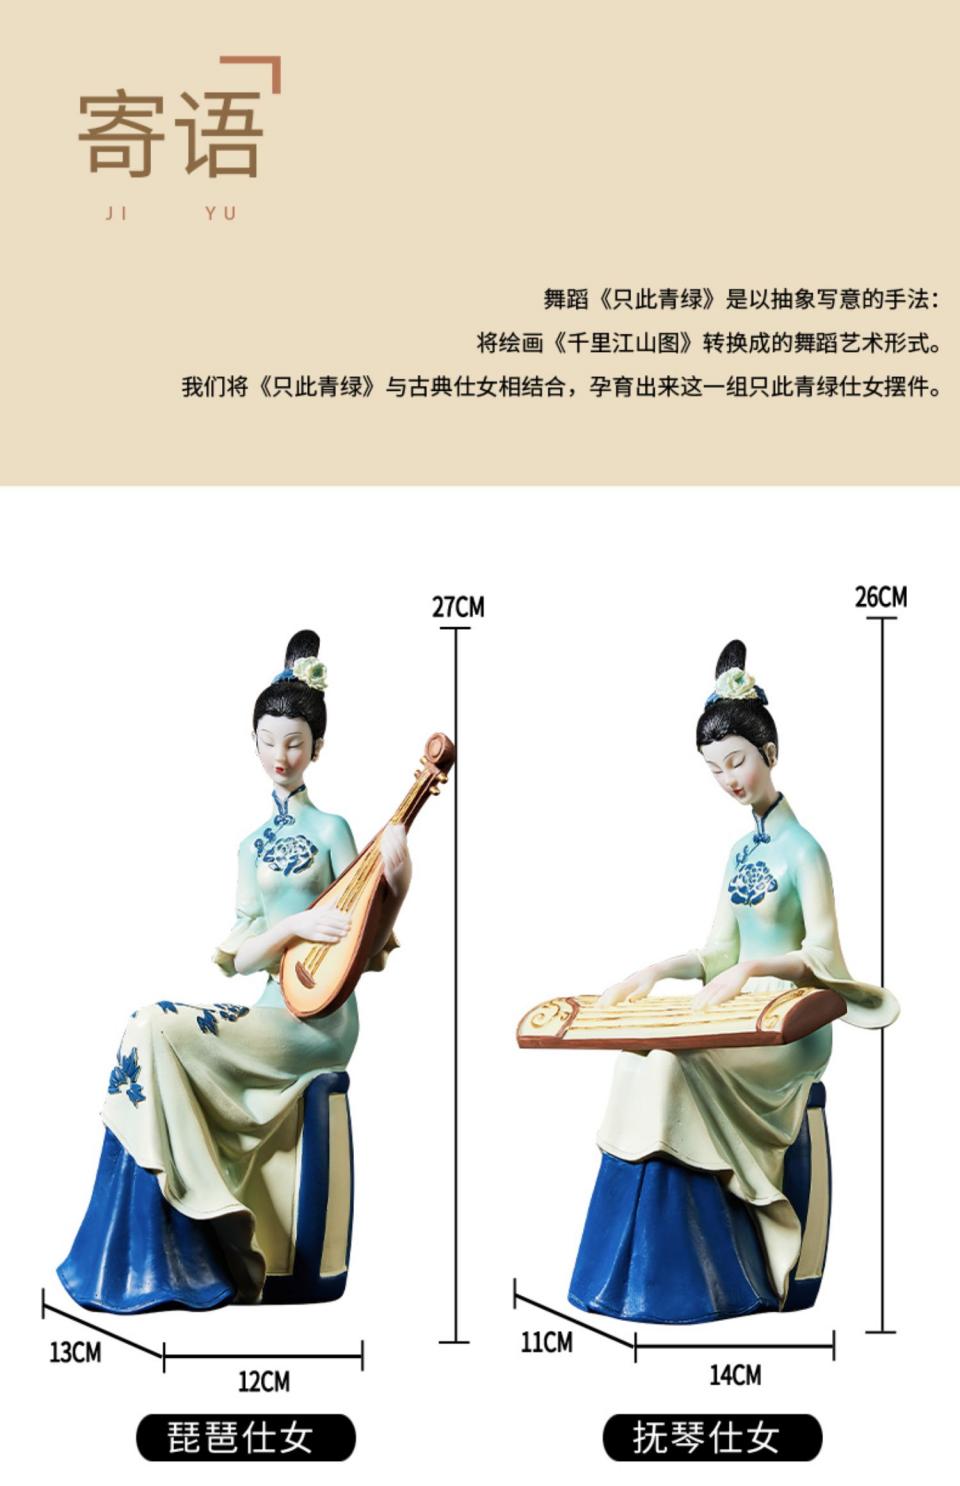 寄语
JI YU
舞蹈《只此青绿》是以抽象写意的手法：
将绘画《千里江山图》转换成的舞蹈艺术形式。
我们将《只此青绿》与古典仕女相结合，孕育出来这一组只此青绿仕女摆件。
27CM
26CM
13CM
12CM
11CM
14CM
琵琶仕女
抚琴仕女